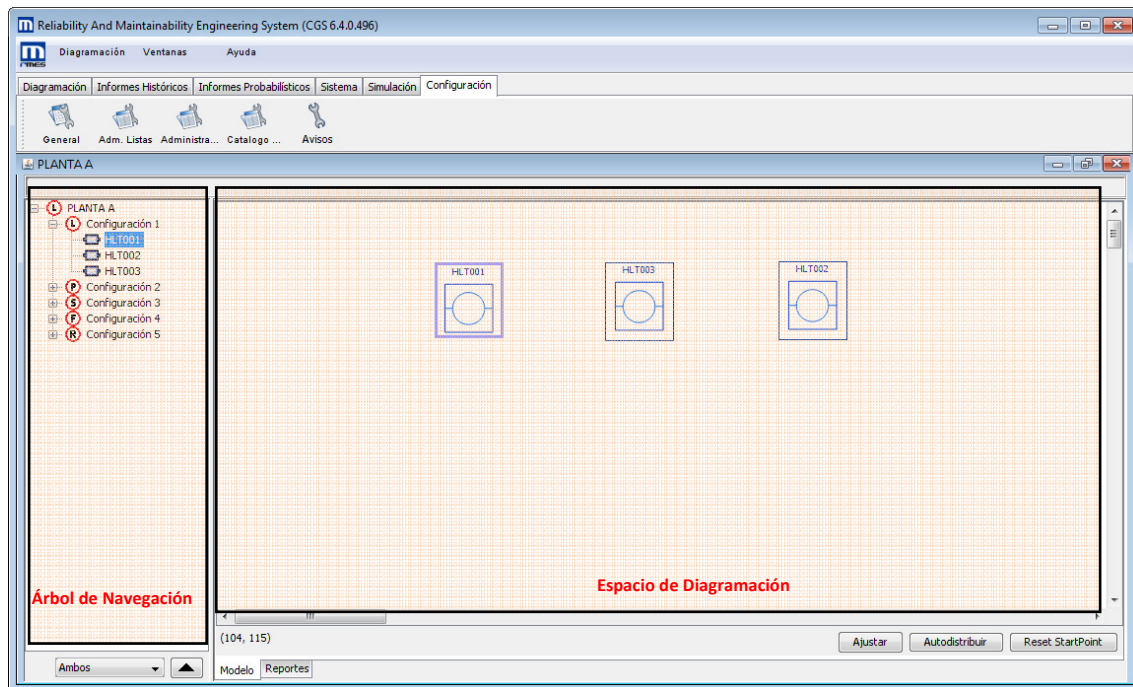 Reliability And Maintainability Engineering System (CGS 6.4.0.496)
Diagramación Ventanas Ayuda
Diagramación Informes Históricos Informes Probabilísticos Sistema Simulación Configuración
General Adm. Listas Administra... Catalogo ... Avisos
PLANTA A
L PLANTA A
L Configuración 1
HLT001
HLT002
HLT003
P Configuración 2
S Configuración 3
F Configuración 4
R Configuración 5
Árbol de Navegación
Ambos
HLT001 HLT003 HLT002
Espacio de Diagramación
(104, 115)
Ajustar Autodistribuir Reset StartPoint
Modelo Reportes